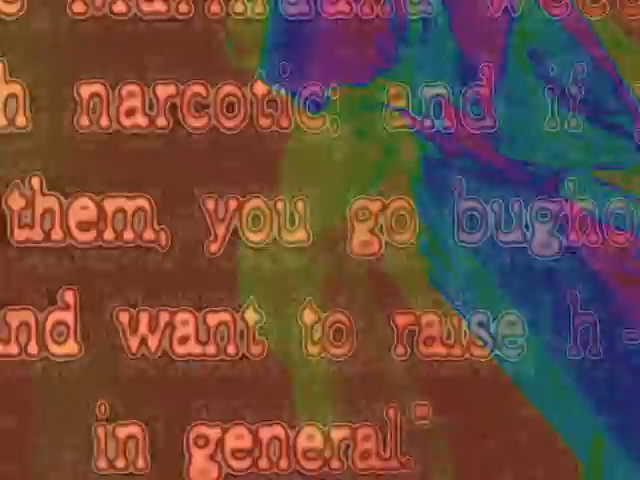 narcotic; and if
them, you go bugho
nd want to raise h-
in general."